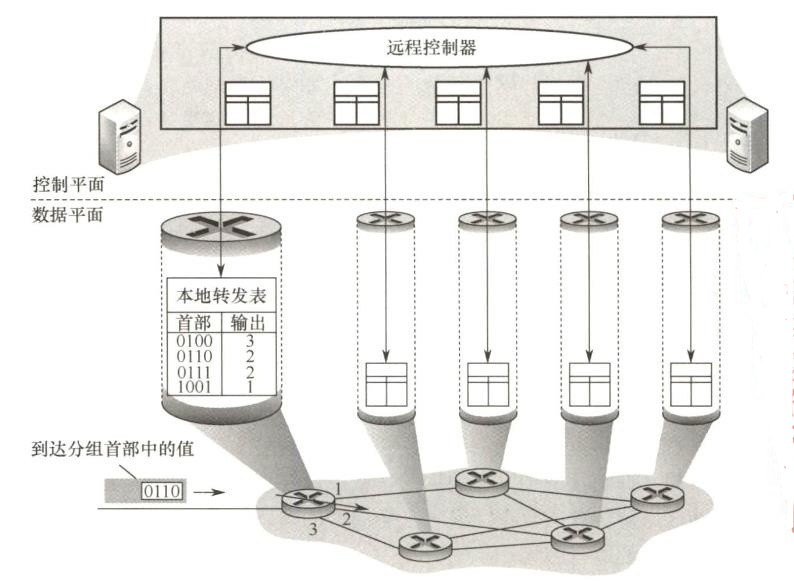 远程控制器
控制平面
数据平面
本地转发表
首部 输出
0100 3
0110 2
0111 2
1001 1
到达分组首部中的值
0110
1
2
3